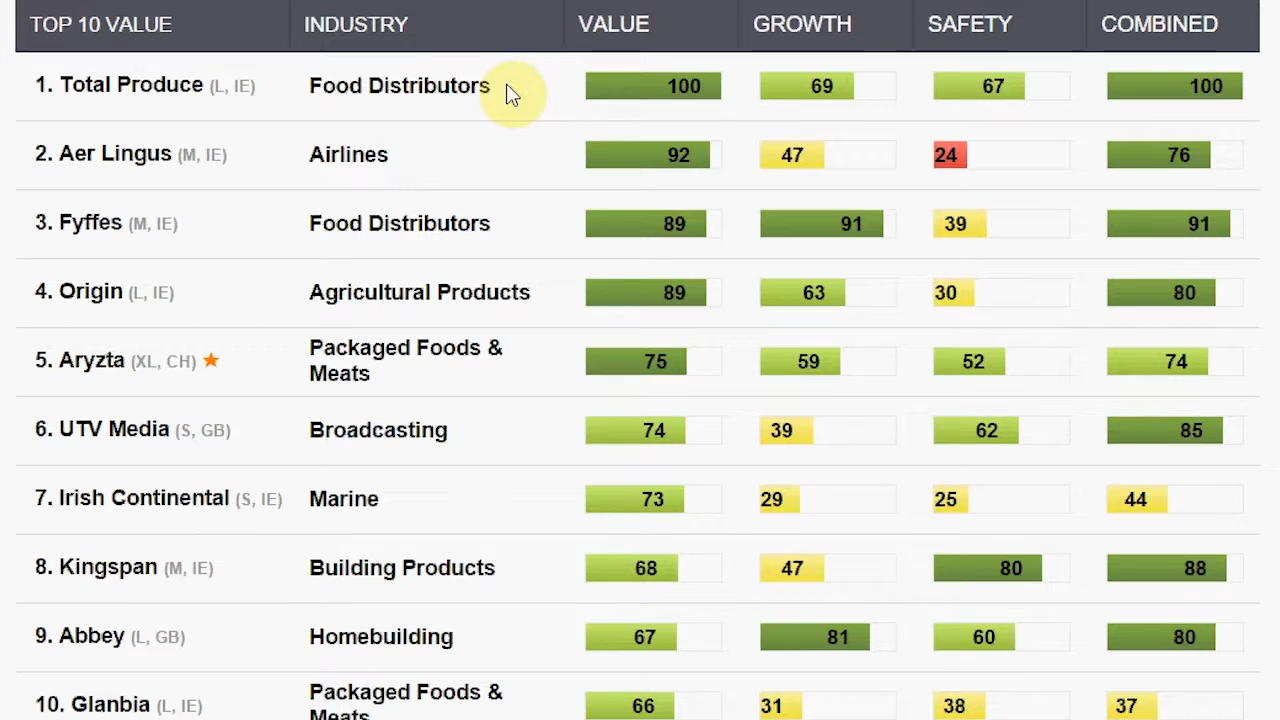 TOP 10 VALUE INDUSTRY VALUE GROWTH SAFETY COMBINED
1. Total Produce (L, IE) Food Distributors 100 69 67 100
2. Aer Lingus (M, IE) Airlines 92 47 24 76
3. Fyffes (M, IE) Food Distributors 89 91 39 91
4. Origin (L, IE) Agricultural Products 89 63 30 80
5. Aryzta (XL, CH) ★ Packaged Foods & 75 59 52 74
Meats
6. UTV Media (S, GB) Broadcasting 74 39 62 85
7. Irish Continental (S, IE) Marine 73 29 25 44
8. Kingspan (M, IE) Building Products 68 47 80 88
9. Abbey (L, GB) Homebuilding 67 81 60 80
10. Glanbia (L, IE) Packaged Foods & 66 31 38 37
Meats